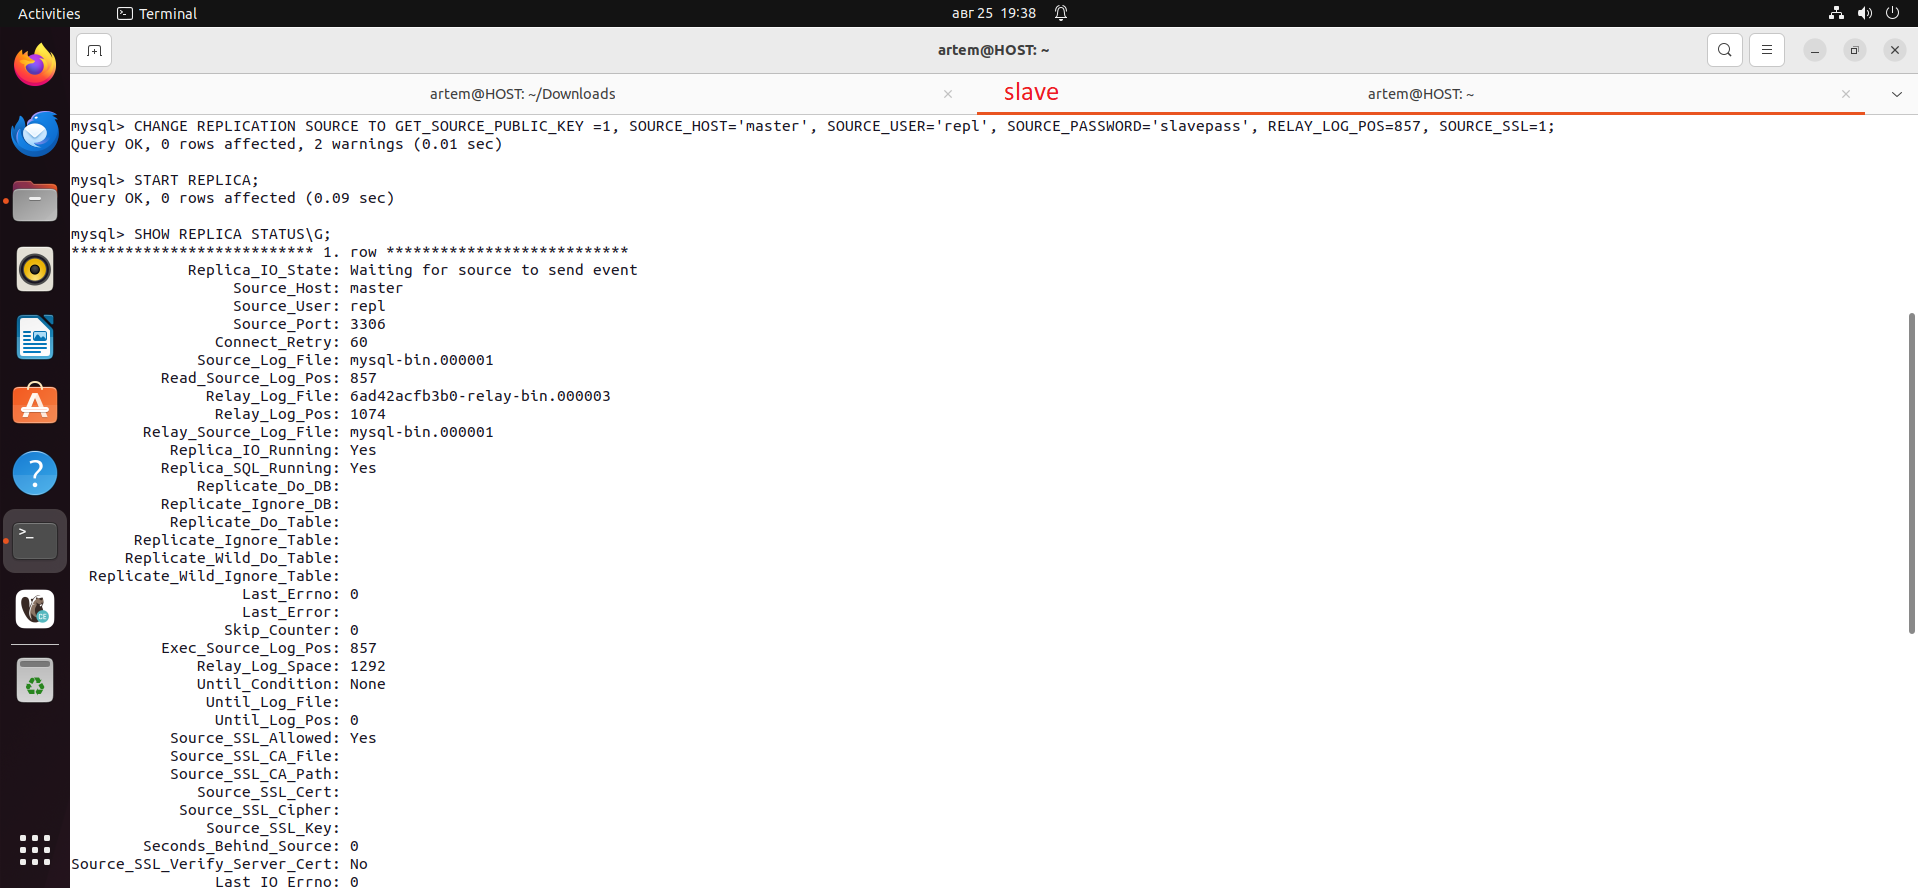 Activities
Terminal
авг 25 19:38
artem@HOST: ~
artem@HOST: ~/Downloads
slave
artem@HOST: ~
mysql> CHANGE REPLICATION SOURCE TO GET_SOURCE_PUBLIC_KEY =1, SOURCE_HOST='master', SOURCE_USER='repl', SOURCE_PASSWORD='slavepass', RELAY_LOG_POS=857, SOURCE_SSL=1;
Query OK, 0 rows affected, 2 warnings (0.01 sec)
mysql> START REPLICA;
Query OK, 0 rows affected (0.09 sec)
mysql> SHOW REPLICA STATUS\G;
*************************** 1. row ***************************
Replica_IO_State: Waiting for source to send event
Source_Host: master
Source_User: repl
Source_Port: 3306
Connect_Retry: 60
Source_Log_File: mysql-bin.000001
Read_Source_Log_Pos: 857
Relay_Log_File: 6ad42acfb3b0-relay-bin.000003
Relay_Log_Pos: 1074
Relay_Source_Log_File: mysql-bin.000001
Replica_IO_Running: Yes
Replica_SQL_Running: Yes
Replicate_Do_DB:
Replicate_Ignore_DB:
Replicate_Do_Table:
Replicate_Ignore_Table:
Replicate_Wild_Do_Table:
Replicate_Wild_Ignore_Table:
Last_Errno: 0
Last_Error:
Skip_Counter: 0
Exec_Source_Log_Pos: 857
Relay_Log_Space: 1292
Until_Condition: None
Until_Log_File:
Until_Log_Pos: 0
Source_SSL_Allowed: Yes
Source_SSL_CA_File:
Source_SSL_CA_Path:
Source_SSL_Cert:
Source_SSL_Cipher:
Source_SSL_Key:
Seconds_Behind_Source: 0
Source_SSL_Verify_Server_Cert: No
Last_IO_Errno: 0